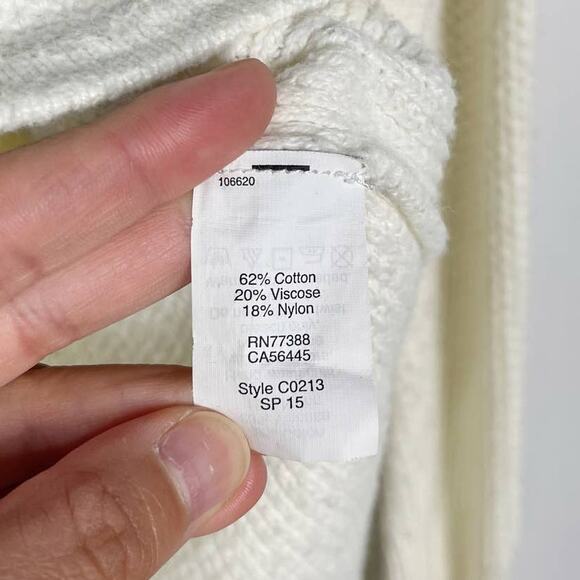 106620
62% Cotton
20% Viscose
18% Nylon
RN77388
CA56445
Style C0213
SP 15